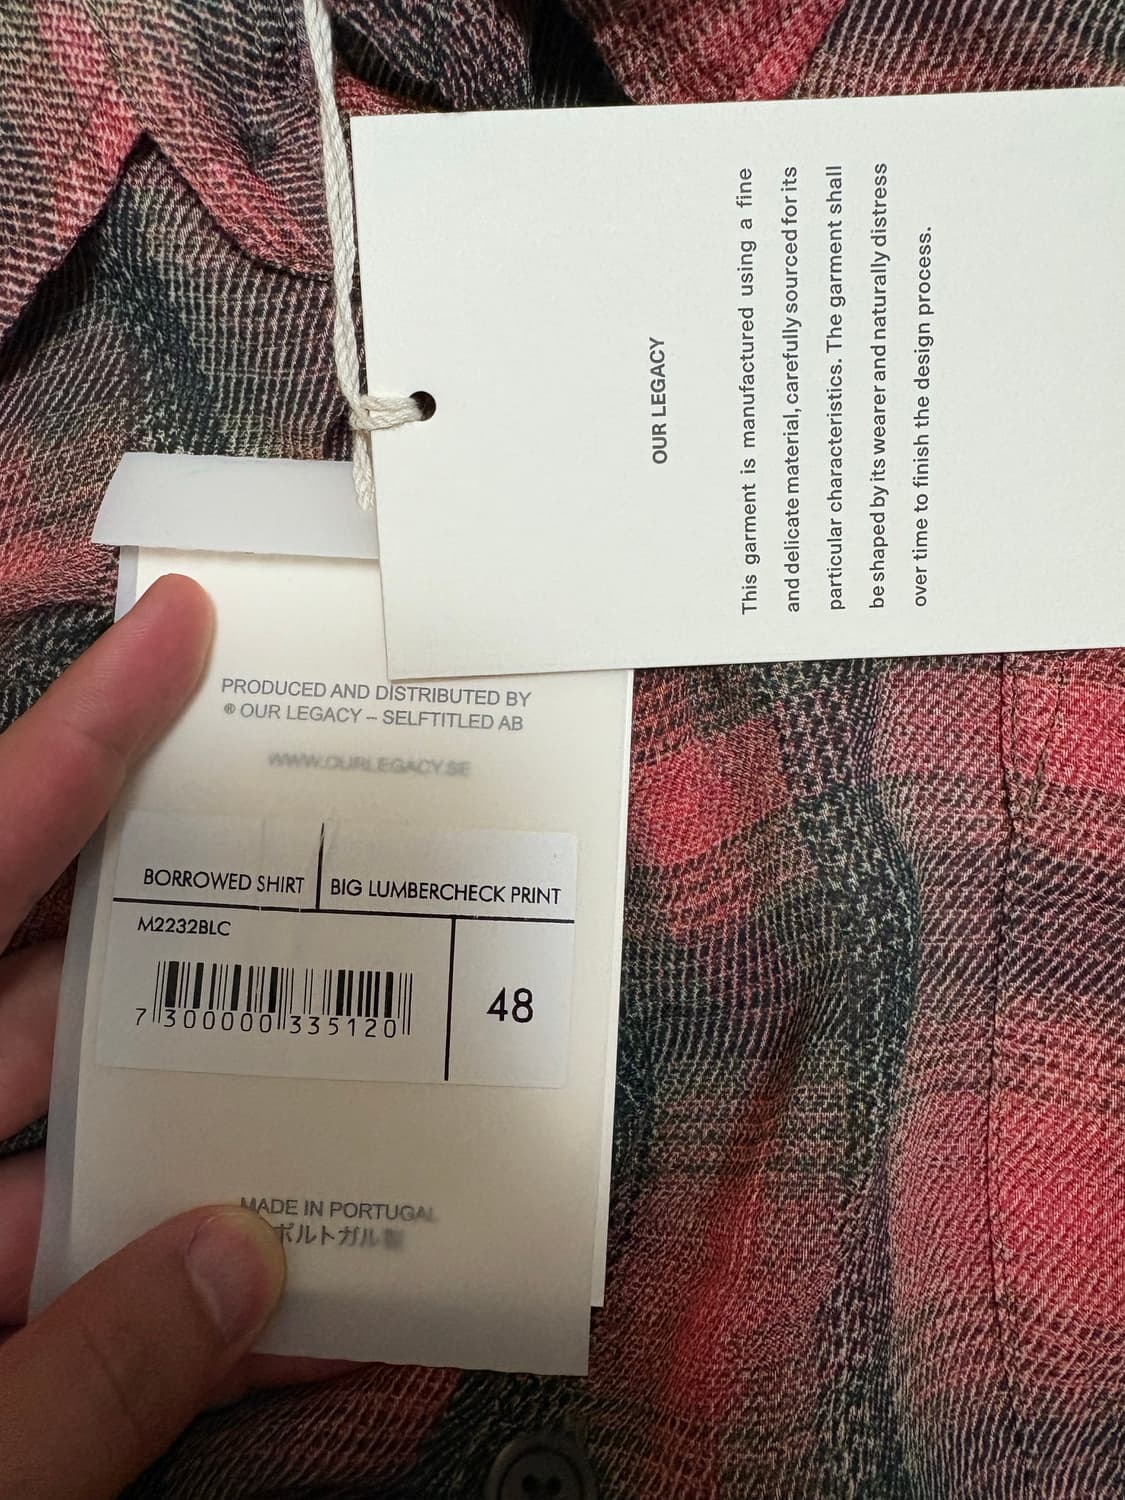 OUR LEGACY
This garment is manufactured using a fine
and delicate material, carefully sourced for its
particular characteristics. The garment shall
be shaped by its wearer and naturally distress
over time to finish the design process.
PRODUCED AND DISTRIBUTED BY
® OUR LEGACY – SELFTITLED AB
WWW.OURLEGACY.SE
BORROWED SHIRT
BIG LUMBERCHECK PRINT
M2232BLC
7 300000 335120
48
MADE IN PORTUGAL
ポルトガル製